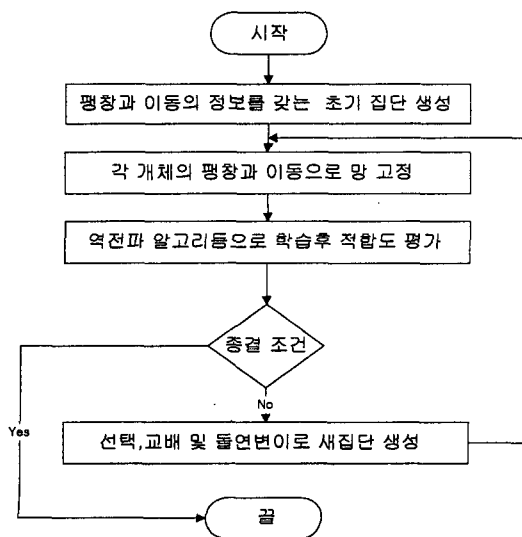 시작
팽창과 이동의 정보를 갖는 초기 집단 생성
각 개체의 팽창과 이동으로 망 고정
역전파 알고리듬으로 학습후 적합도 평가
종결 조건
No
Yes
선택,교배 및 돌연변이로 새집단 생성
끝